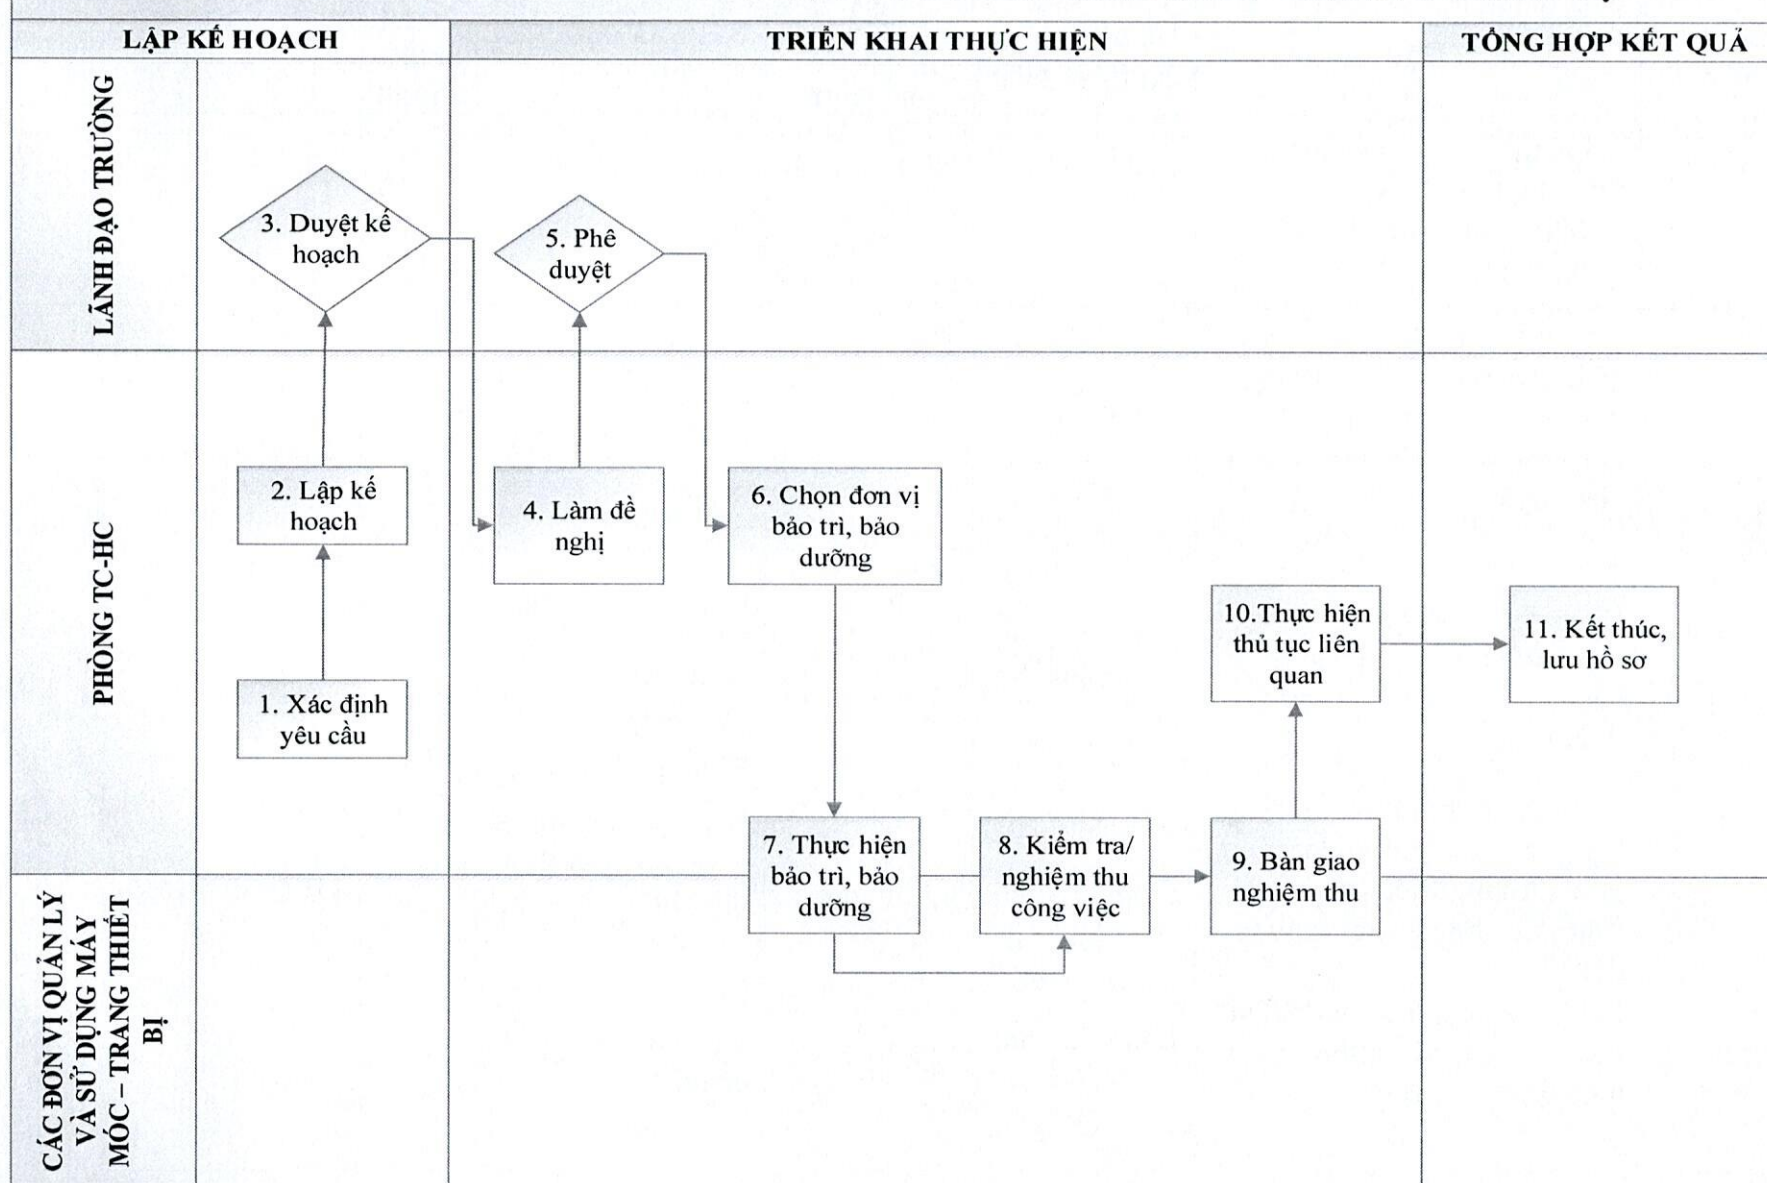 LẬP KẾ HOẠCH
TRIỂN KHAI THỰC HIỆN
TỔNG HỢP KẾT QUẢ
LÃNH ĐẠO TRƯỜNG
3. Duyệt kế
hoạch
5. Phê
duyệt
PHÒNG TC-HC
2. Lập kế
hoạch
4. Làm đề
nghị
6. Chọn đơn vị
bảo trì, bảo
dưỡng
1. Xác định
yêu cầu
10.Thực hiện
thủ tục liên
quan
11. Kết thúc,
lưu hồ sơ
7. Thực hiện
bảo trì, bảo
dưỡng
8. Kiểm tra/
nghiệm thu
công việc
9. Bàn giao
nghiệm thu
CÁC ĐƠN VỊ QUẢN LÝ
VÀ SỬ DỤNG MÁY
MÓC – TRANG THIẾT
BỊ